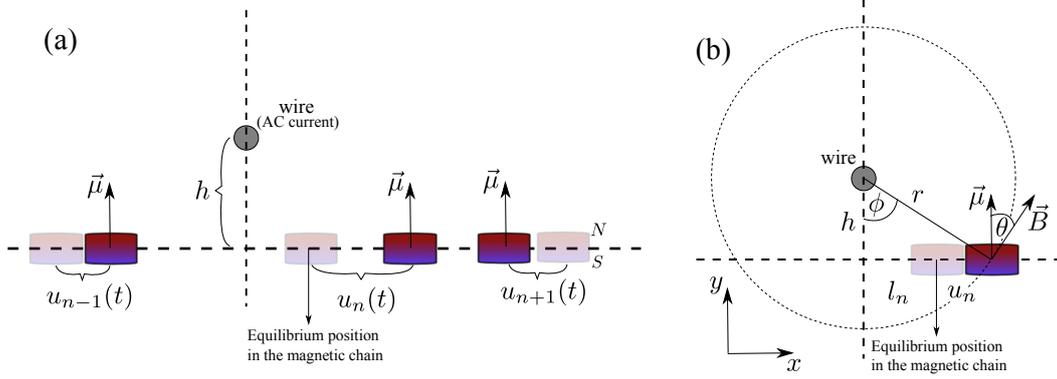 (a)
wire
(AC current)
h
μ⃗
μ⃗
μ⃗
N
S
u_{n−1}(t)
u_n(t)
u_{n+1}(t)
Equilibrium position
in the magnetic chain
(b)
wire
h
ϕ
r
μ⃗
θ
B⃗
l_n
u_n
y
x
Equilibrium position
in the magnetic chain